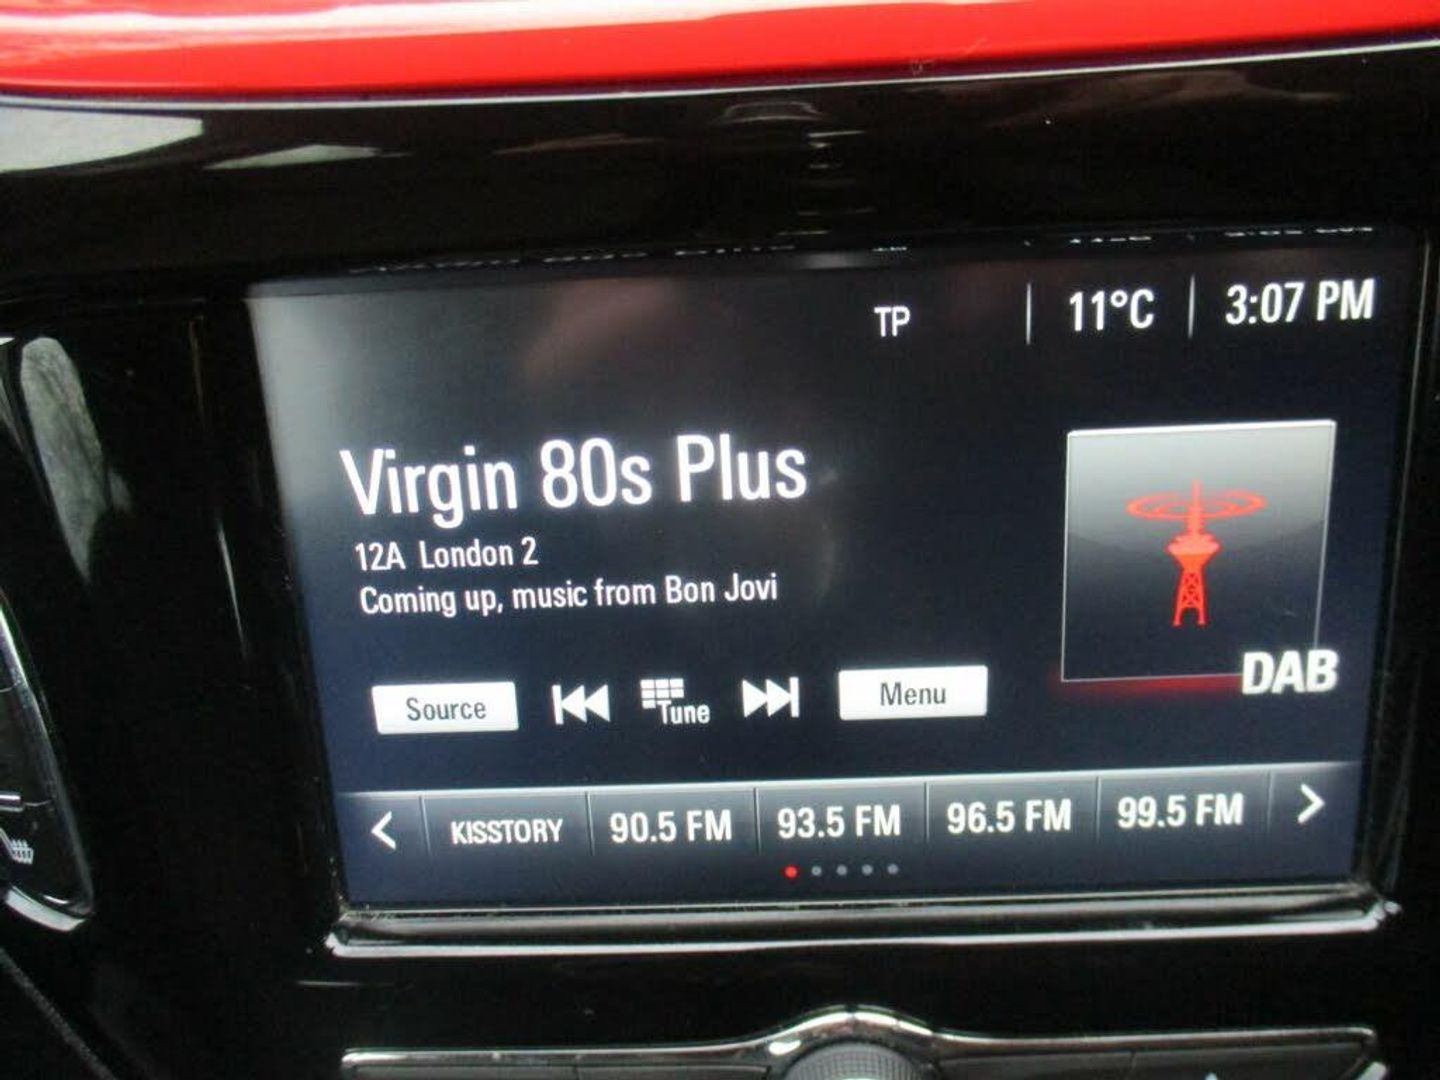 TP 11°C 3:07 PM
Virgin 80s Plus
12A London 2
Coming up, music from Bon Jovi
DAB
Source Tune Menu
KISSTORY 90.5 FM 93.5 FM 96.5 FM 99.5 FM